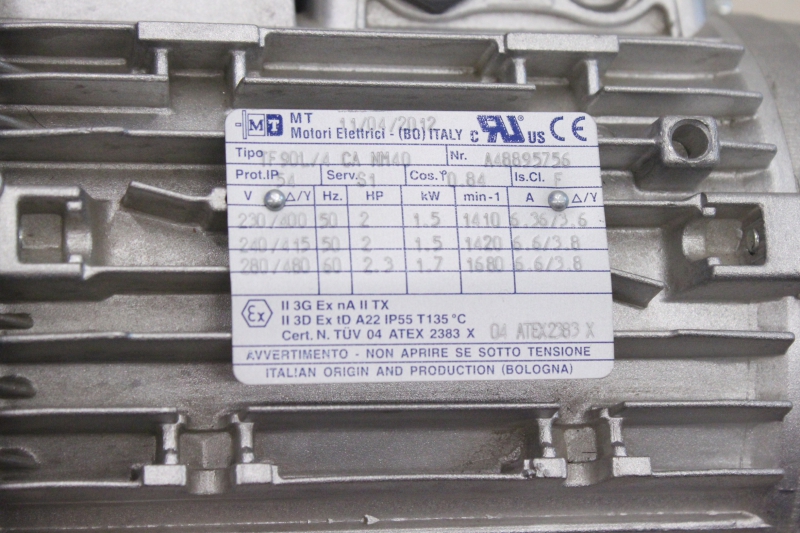 MT
MT 11/04/2012
Motori Elettrici - (BO) ITALY c RU US CE
Tipo TF90L/4 CA NM40 Nr. A48895756
Prot.IP 54 Serv. S1 Cos.φ 0.84 Is.Cl. F
V △/Y Hz. HP kW min-1 A △/Y
230/400 50 2 1.5 1410 6.36/3.6
240/415 50 2 1.5 1420 6.6/3.8
280/480 60 2.3 1.7 1680 6.6/3.8
Ex II 3G Ex nA II TX
II 3D Ex tD A22 IP55 T135 °C
Cert. N. TÜV 04 ATEX 2383 X 04 ATEX2383 X
AVVERTIMENTO - NON APRIRE SE SOTTO TENSIONE
ITALIAN ORIGIN AND PRODUCTION (BOLOGNA)